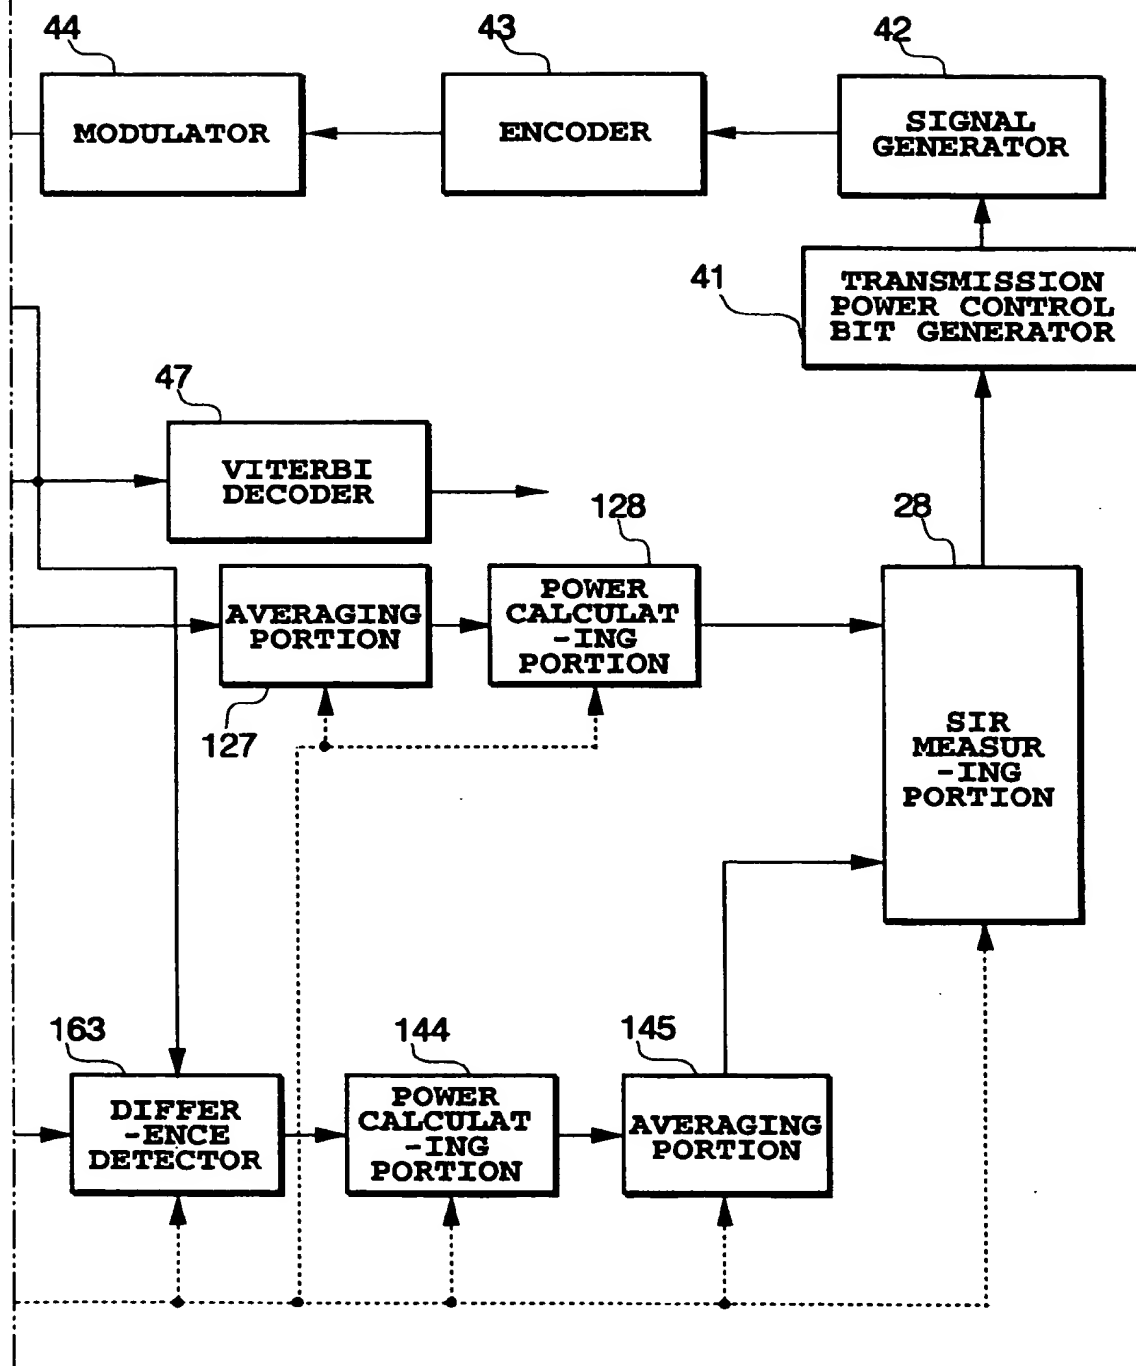 44
43
42
MODULATOR
ENCODER
SIGNAL
GENERATOR
41
TRANSMISSION
POWER CONTROL
BIT GENERATOR
47
VITERBI
DECODER
128
28
AVERAGING
PORTION
POWER
CALCULAT
-ING
PORTION
127
SIR
MEASUR
-ING
PORTION
163
144
145
DIFFER
-ENCE
DETECTOR
POWER
CALCULAT
-ING
PORTION
AVERAGING
PORTION